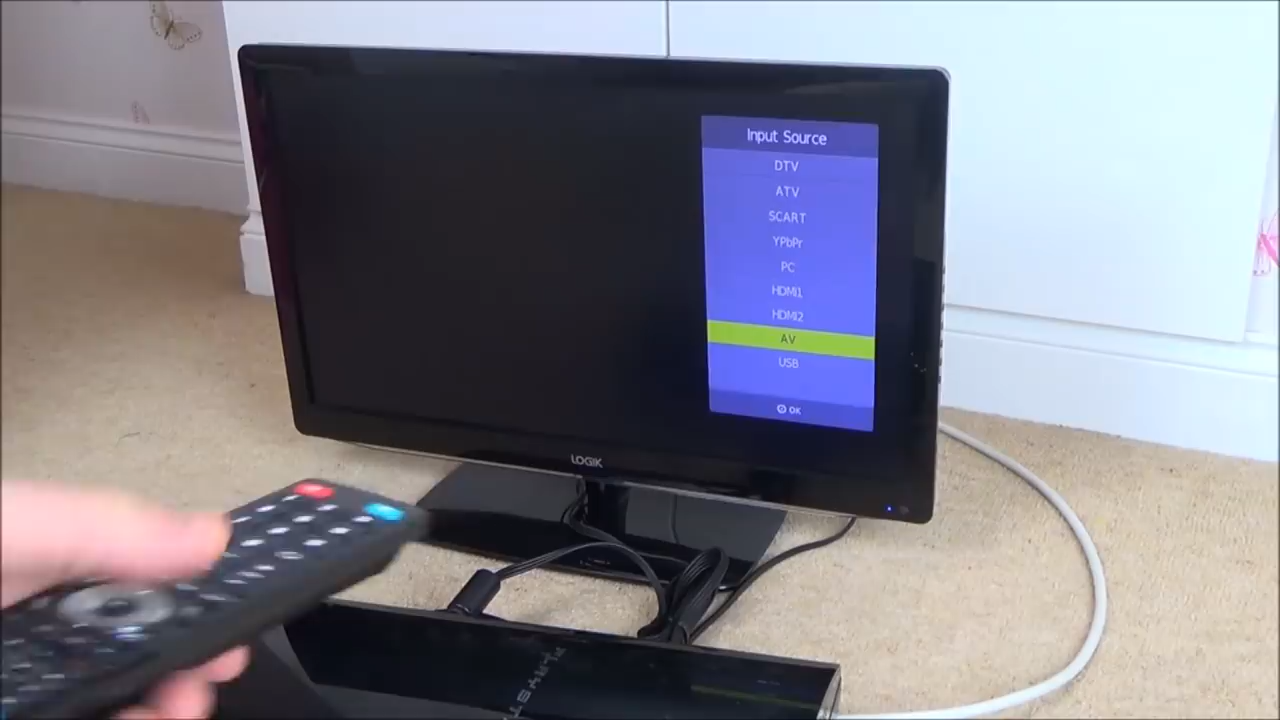 Input Source
DTV
ATV
SCART
YPbPr
PC
HDMI1
HDMI2
AV
USB
OK
LOGIK